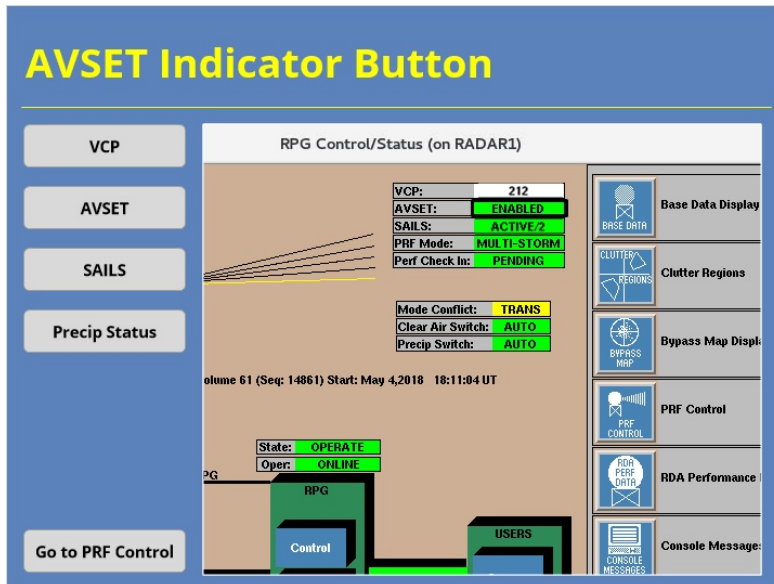 AVSET Indicator Button
VCP
AVSET
SAILS
Precip Status
Go to PRF Control
RPG Control/Status (on RADAR1)
VCP: 212
AVSET: ENABLED
SAILS: ACTIVE/2
PRF Mode: MULTI-STORM
Perf Check In: PENDING
Mode Conflict: TRANS
Clear Air Switch: AUTO
Precip Switch: AUTO
olume 61 (Seq: 14861) Start: May 4,2018 18:11:04 UT
State: OPERATE
Oper: ONLINE
PG
RPG
Control
USERS
BASE DATA
Base Data Display
CLUTTER
REGIONS
Clutter Regions
BYPASS
MAP
Bypass Map Displ
PRF
CONTROL
PRF Control
RDA
PERF
DATA
RDA Performance
CONSOLE
MESSAGES
Console Message